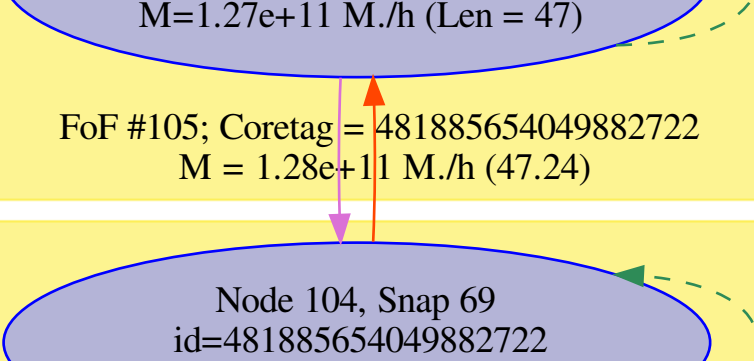 M=1.27e+11 M./h (Len = 47)
FoF #105; Coretag = 481885654049882722
M = 1.28e+11 M./h (47.24)
Node 104, Snap 69
id=481885654049882722